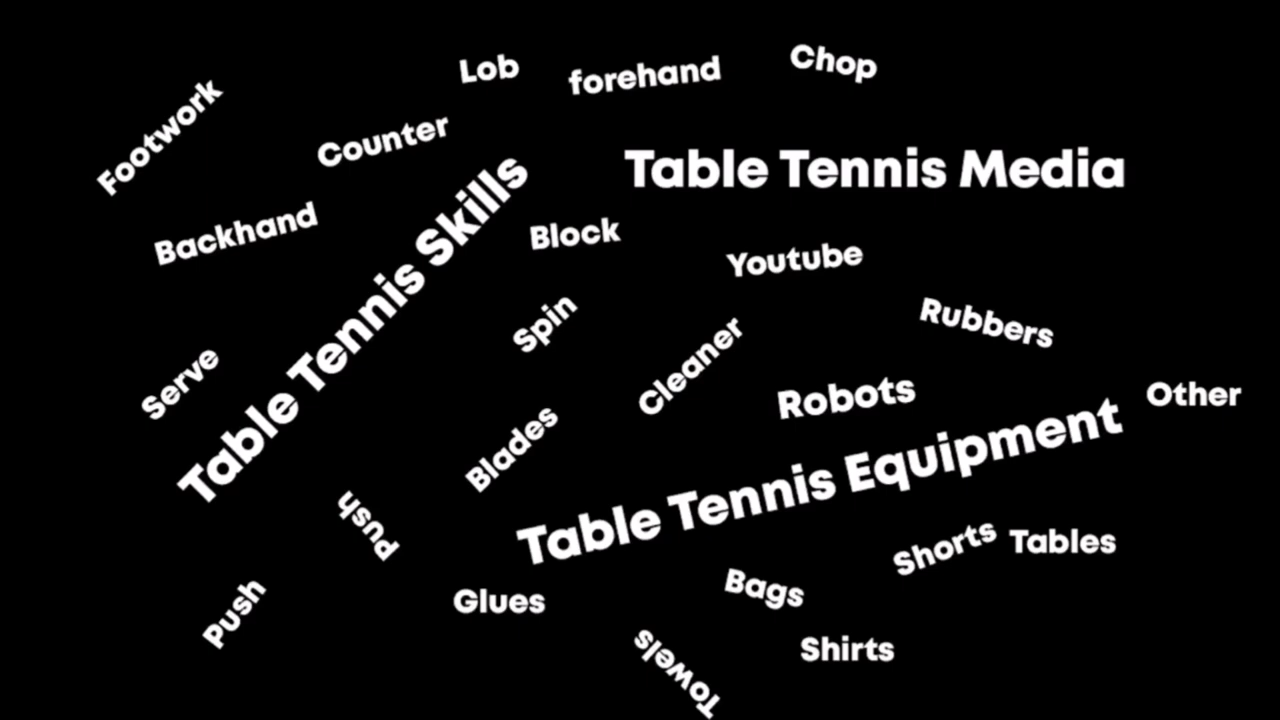 Lob
forehand
Chop
Footwork
Counter
Table Tennis Media
Table Tennis Skills
Backhand
Block
Youtube
Spin
Rubbers
Cleaner
Serve
Robots
Other
Blades
Table Tennis Equipment
Push
Shorts
Tables
Push
Glues
Bags
Towels
Shirts